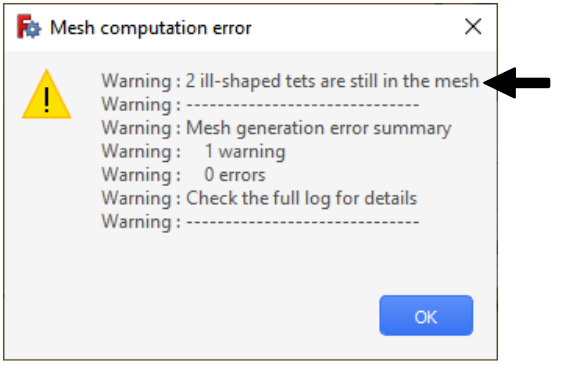 Mesh computation error
Warning : 2 ill-shaped tets are still in the mesh
Warning : ------------------------------
Warning : Mesh generation error summary
Warning :    1 warning
Warning :    0 errors
Warning : Check the full log for details
Warning : ------------------------------
OK